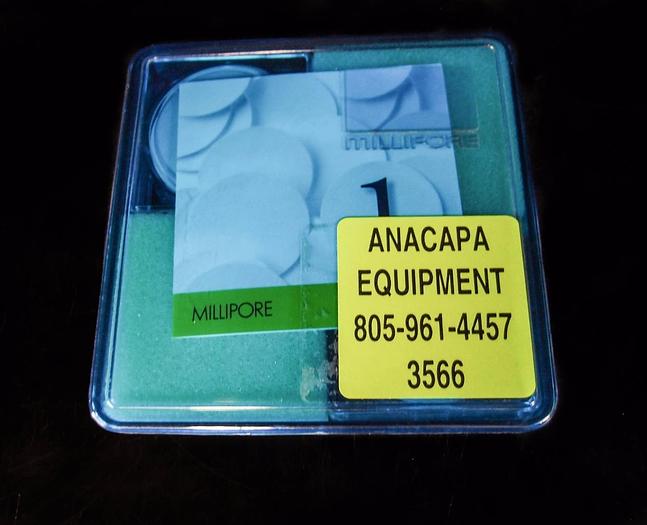 MILLIPORE
1
ANACAPA
EQUIPMENT
805-961-4457
3566
MILLIPORE